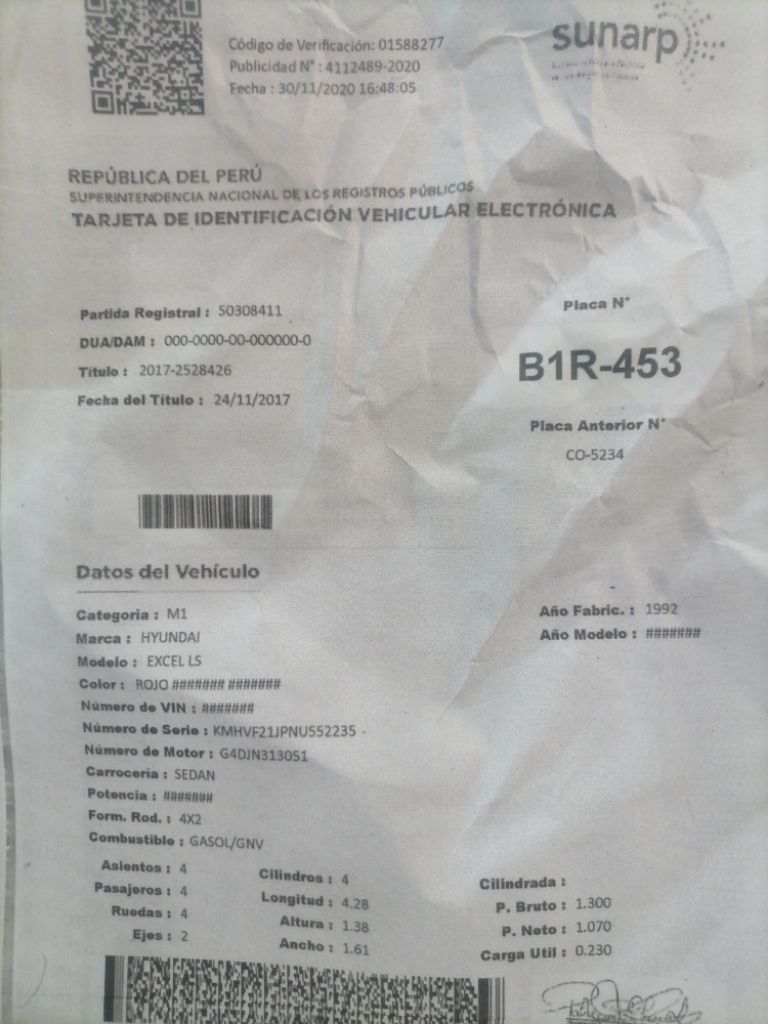 Código de Verificación: 01588277
Publicidad N° : 4112489-2020
Fecha : 30/11/2020 16:48:05
sunarp
REPÚBLICA DEL PERÚ
SUPERINTENDENCIA NACIONAL DE LOS REGISTROS PÚBLICOS
TARJETA DE IDENTIFICACIÓN VEHICULAR ELECTRÓNICA
Partida Registral : 50308411
DUA/DAM : 000-0000-00-000000-0
Título : 2017-2528426
Fecha del Título : 24/11/2017
Placa N°
B1R-453
Placa Anterior N°
CO-5234
Datos del Vehículo
Categoria : M1
Marca : HYUNDAI
Modelo : EXCEL LS
Color : ROJO ####### #######
Número de VIN : #######
Número de Serie : KMHVF21JPNU552235
Número de Motor : G4DJN313051
Carrocería : SEDAN
Potencia : #######
Form. Rod. : 4X2
Combustible : GASOL/GNV
Año Fabric. : 1992
Año Modelo : #######
Asientos : 4
Pasajeros : 4
Ruedas : 4
Ejes : 2
Cilindros : 4
Longitud : 4.28
Altura : 1.38
Ancho : 1.61
Cilindrada :
P. Bruto : 1.300
P. Neto : 1.070
Carga Util : 0.230